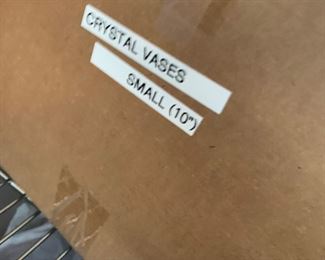 CRYSTAL VASES
SMALL (10")